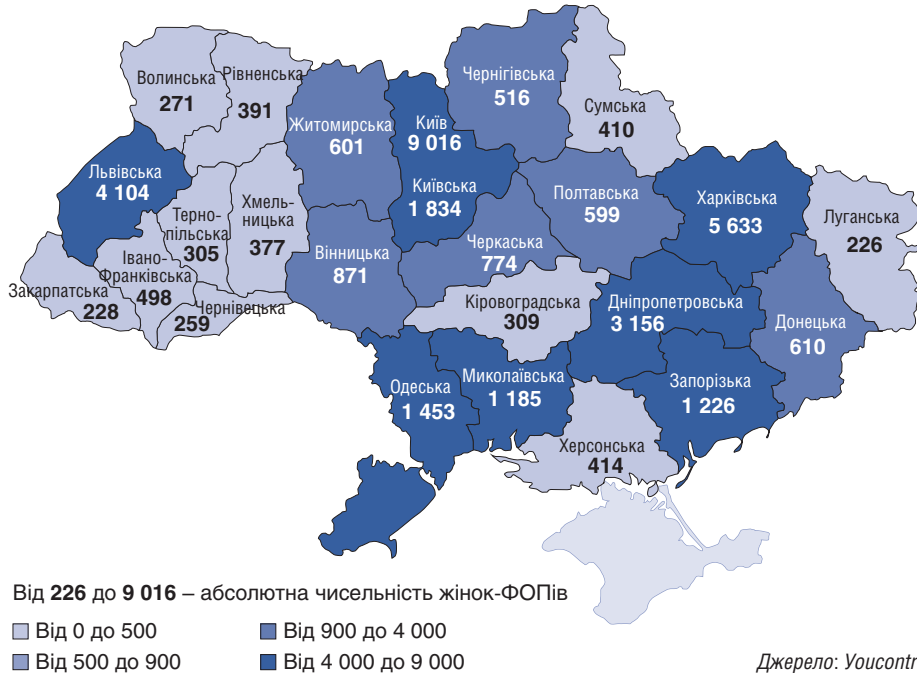 Волинська
271
Рівненська
391
Житомирська
601
Київ
9 016
Київська
1 834
Чернігівська
516
Сумська
410
Львівська
4 104
Терно-
пільська
305
Хмель-
ницька
377
Вінницька
871
Черкаська
774
Полтавська
599
Харківська
5 633
Луганська
226
Закарпатська
228
Івано-
Франківська
498
Чернівецька
259
Кіровоградська
309
Дніпропетровська
3 156
Донецька
610
Одеська
1 453
Миколаївська
1 185
Запорізька
1 226
Херсонська
414
Від 226 до 9 016 – абсолютна чисельність жінок-ФОПів
Від 0 до 500
Від 900 до 4 000
Від 500 до 900
Від 4 000 до 9 000
Джерело: Youcontr